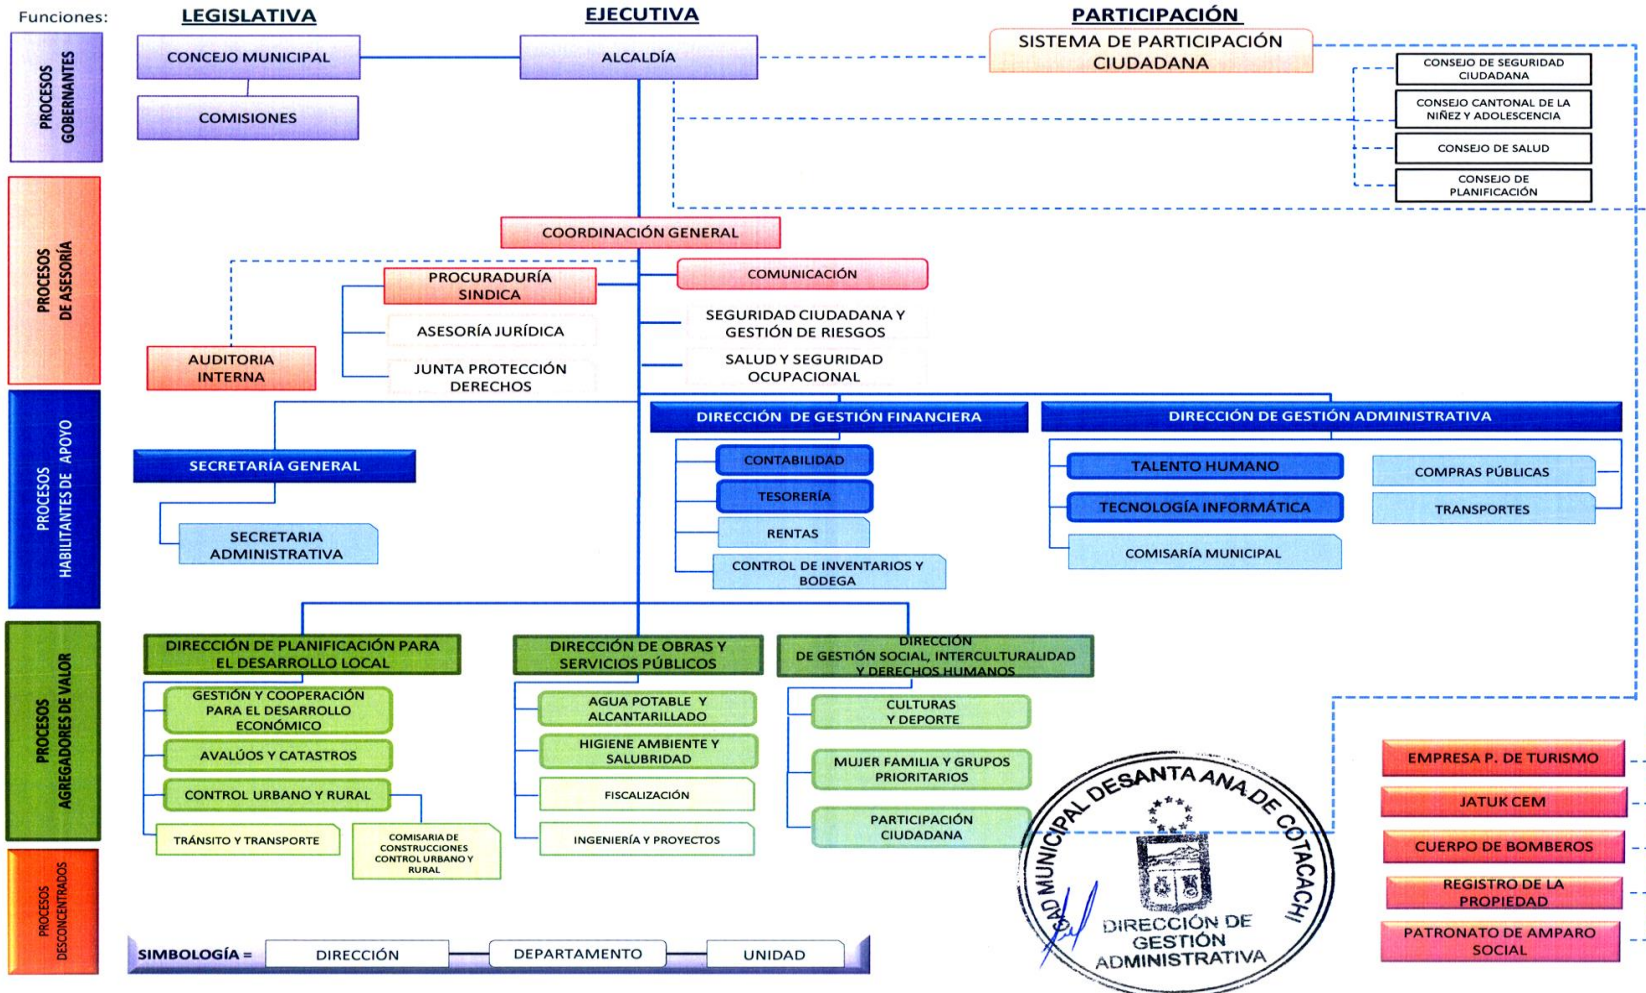 Funciones:
LEGISLATIVA
EJECUTIVA
PARTICIPACIÓN
PROCESOS
GOBERNANTES
CONCEJO MUNICIPAL
ALCALDÍA
SISTEMA DE PARTICIPACIÓN
CIUDADANA
COMISIONES
CONSEJO DE SEGURIDAD
CIUDADANA
CONSEJO CANTONAL DE LA
NIÑEZ Y ADOLESCENCIA
CONSEJO DE SALUD
CONSEJO DE
PLANIFICACIÓN
PROCESOS
DE ASESORÍA
COORDINACIÓN GENERAL
PROCURADURÍA
SINDICA
COMUNICACIÓN
ASESORÍA JURÍDICA
SEGURIDAD CIUDADANA Y
GESTIÓN DE RIESGOS
AUDITORIA
INTERNA
JUNTA PROTECCIÓN
DERECHOS
SALUD Y SEGURIDAD
OCUPACIONAL
PROCESOS
HABILITANTES DE APOYO
DIRECCIÓN DE GESTIÓN FINANCIERA
DIRECCIÓN DE GESTIÓN ADMINISTRATIVA
SECRETARÍA GENERAL
SECRETARIA
ADMINISTRATIVA
CONTABILIDAD
TESORERÍA
RENTAS
CONTROL DE INVENTARIOS Y
BODEGA
TALENTO HUMANO
TECNOLOGÍA INFORMÁTICA
COMISARÍA MUNICIPAL
COMPRAS PÚBLICAS
TRANSPORTES
PROCESOS
AGREGADORES DE VALOR
DIRECCIÓN DE PLANIFICACIÓN PARA
EL DESARROLLO LOCAL
DIRECCIÓN DE OBRAS Y
SERVICIOS PÚBLICOS
DIRECCIÓN
DE GESTIÓN SOCIAL, INTERCULTURALIDAD
Y DERECHOS HUMANOS
GESTIÓN Y COOPERACIÓN
PARA EL DESARROLLO
ECONÓMICO
AVALÚOS Y CATASTROS
CONTROL URBANO Y RURAL
TRÁNSITO Y TRANSPORTE
COMISARIA DE
CONSTRUCCIONES
CONTROL URBANO Y
RURAL
AGUA POTABLE Y
ALCANTARILLADO
HIGIENE AMBIENTE Y
SALUBRIDAD
FISCALIZACIÓN
INGENIERÍA Y PROYECTOS
CULTURAS
Y DEPORTE
MUJER FAMILIA Y GRUPOS
PRIORITARIOS
PARTICIPACIÓN
CIUDADANA
PROCESOS
DESCONCENTRADOS
EMPRESA P. DE TURISMO
JATUK CEM
CUERPO DE BOMBEROS
REGISTRO DE LA
PROPIEDAD
PATRONATO DE AMPARO
SOCIAL
GAD MUNICIPAL DE SANTA ANA DE COTACACHI
DIRECCIÓN DE
GESTIÓN
ADMINISTRATIVA
SIMBOLOGÍA =
DIRECCIÓN
DEPARTAMENTO
UNIDAD